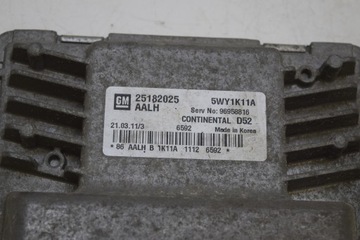 GM 25182025 5WY1K11A
AALH Serv No: 96958816
CONTINENTAL D52
21.03.11/3 6592 Made in Korea
* 86 AALH B 1K11A 1112 6592 *